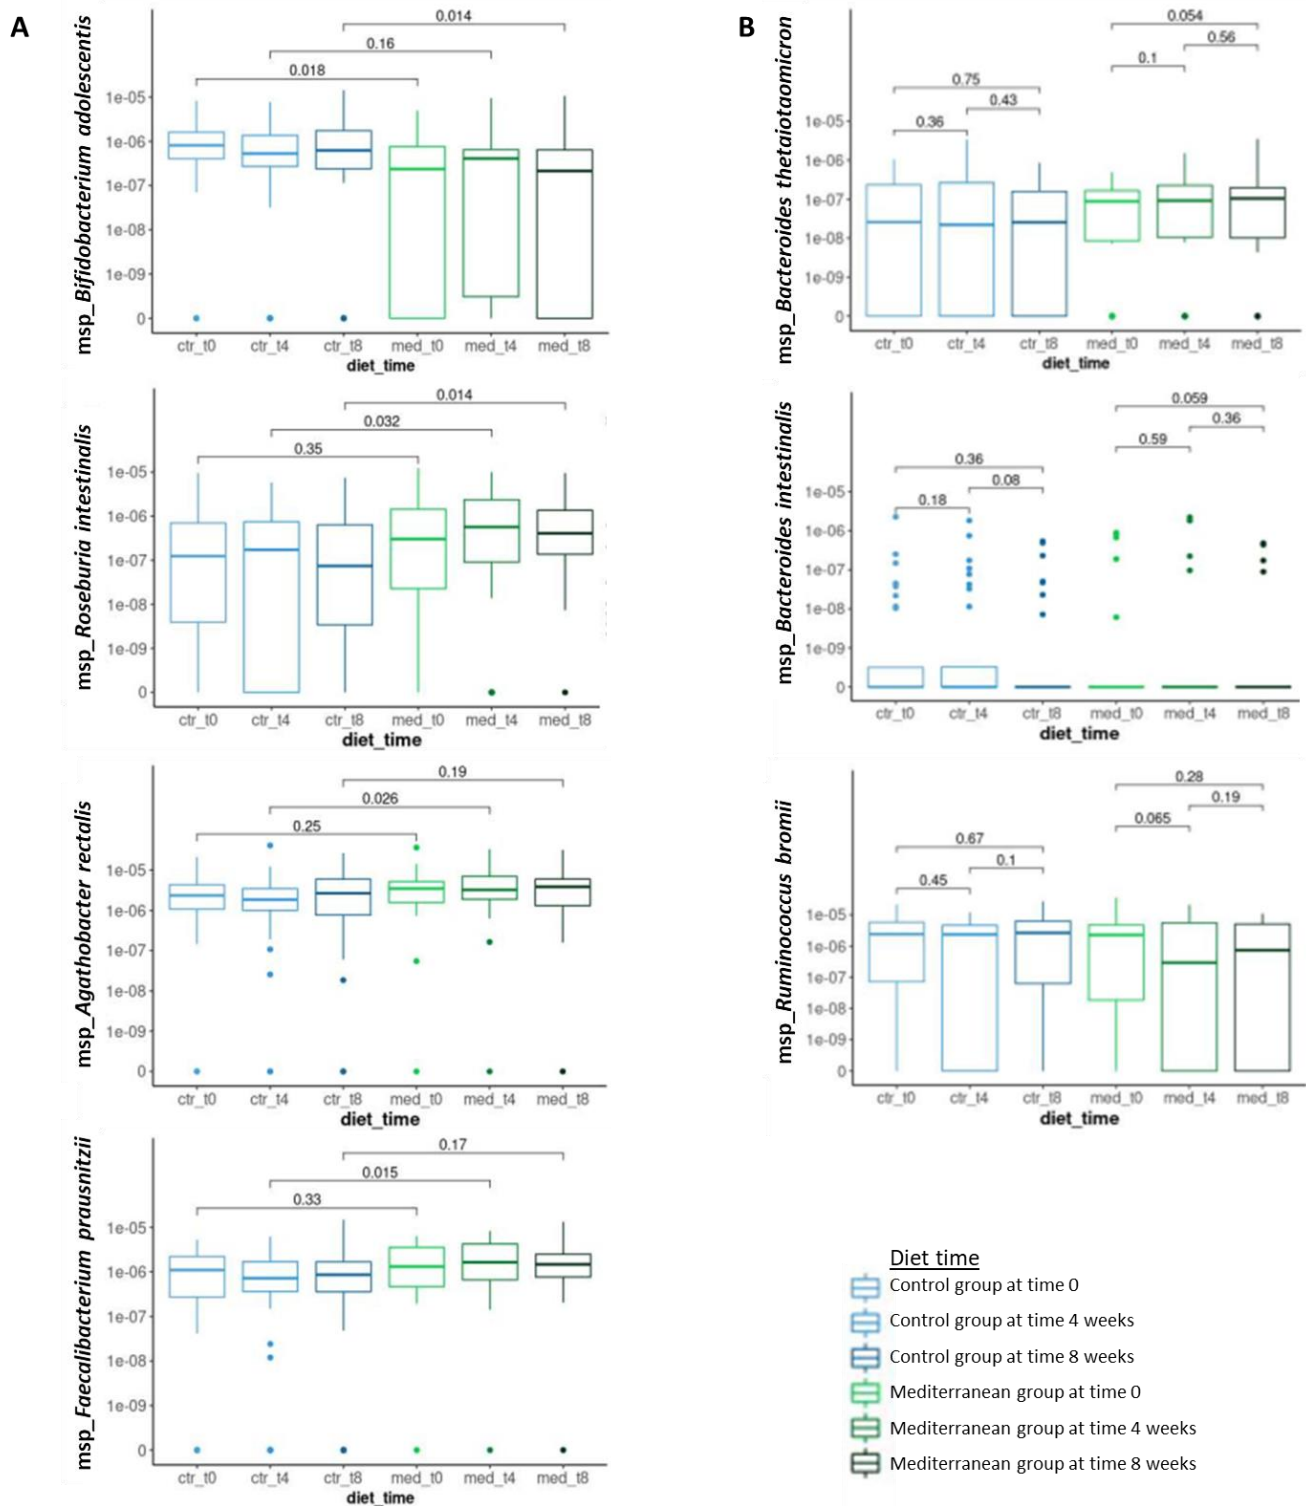 A
msp_Bifidobacterium adolescentis
0.014
0.16
0.018
1e-05
1e-06
1e-07
1e-08
1e-09
0
ctr_t0 ctr_t4 ctr_t8 med_t0 med_t4 med_t8
diet_time
msp_Roseburia intestinalis
0.014
0.032
0.35
1e-05
1e-06
1e-07
1e-08
1e-09
0
ctr_t0 ctr_t4 ctr_t8 med_t0 med_t4 med_t8
diet_time
msp_Agathobacter rectalis
0.19
0.026
0.25
1e-05
1e-06
1e-07
1e-08
1e-09
0
ctr_t0 ctr_t4 ctr_t8 med_t0 med_t4 med_t8
diet_time
msp_Faecalibacterium prausnitzii
0.17
0.015
0.33
1e-05
1e-06
1e-07
1e-08
1e-09
0
ctr_t0 ctr_t4 ctr_t8 med_t0 med_t4 med_t8
diet_time
B
msp_Bacteroides thetaiotaomicron
0.054
0.56
0.1
0.75
0.43
0.36
1e-05
1e-06
1e-07
1e-08
1e-09
0
ctr_t0 ctr_t4 ctr_t8 med_t0 med_t4 med_t8
diet_time
msp_Bacteroides intestinalis
0.059
0.36
0.59
0.36
0.08
0.18
1e-05
1e-06
1e-07
1e-08
1e-09
0
ctr_t0 ctr_t4 ctr_t8 med_t0 med_t4 med_t8
diet_time
msp_Ruminococcus bromii
0.28
0.19
0.065
0.67
0.1
0.45
1e-05
1e-06
1e-07
1e-08
1e-09
0
ctr_t0 ctr_t4 ctr_t8 med_t0 med_t4 med_t8
diet_time
Diet time
Control group at time 0
Control group at time 4 weeks
Control group at time 8 weeks
Mediterranean group at time 0
Mediterranean group at time 4 weeks
Mediterranean group at time 8 weeks